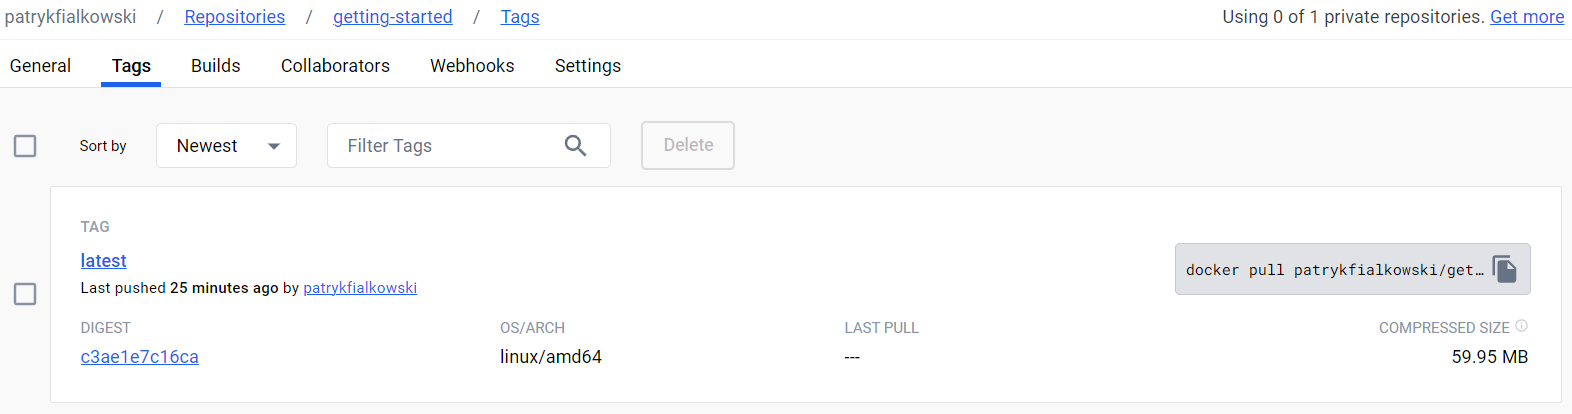 patrykfialkowski / Repositories / getting-started / Tags Using 0 of 1 private repositories. Get more
General Tags Builds Collaborators Webhooks Settings
Sort by Newest Filter Tags Delete
TAG
latest
docker pull patrykfialkowski/get…
Last pushed 25 minutes ago by patrykfialkowski
DIGEST OS/ARCH LAST PULL COMPRESSED SIZE
c3ae1e7c16ca linux/amd64 --- 59.95 MB